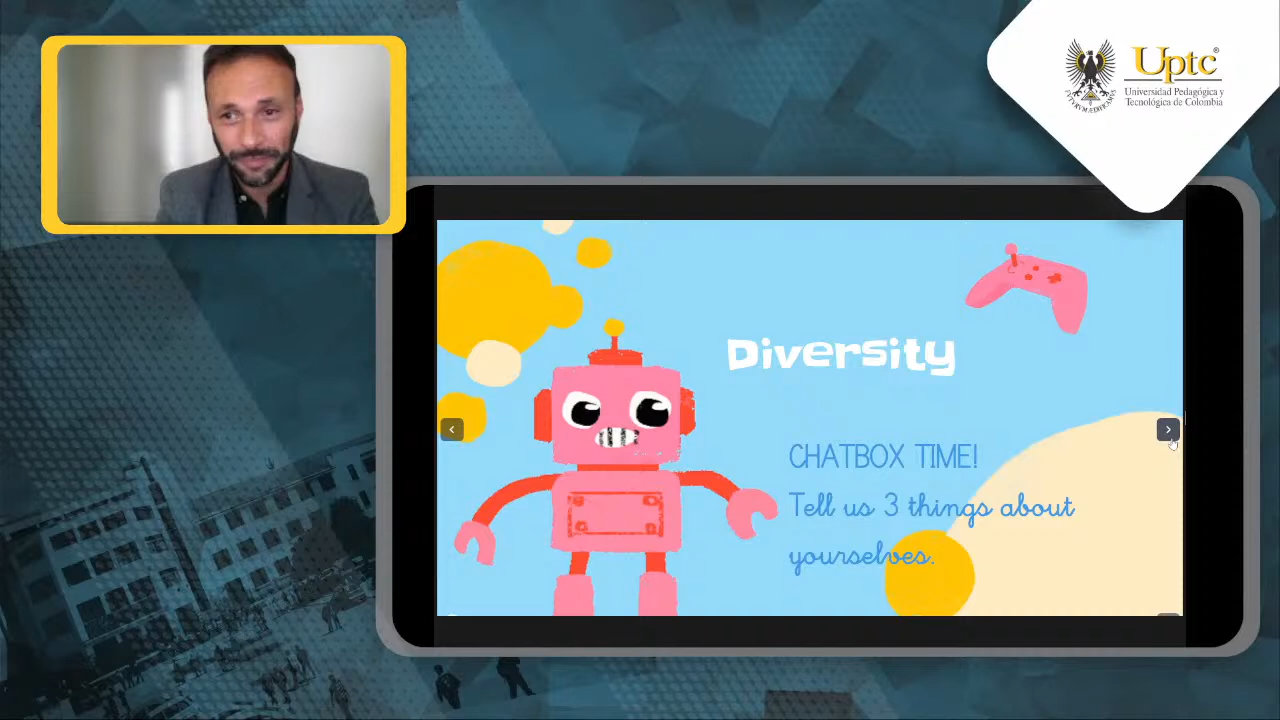 Uptc®
Universidad Pedagógica y
Tecnológica de Colombia
Diversity
CHATBOX TIME!
Tell us 3 things about
yourselves.